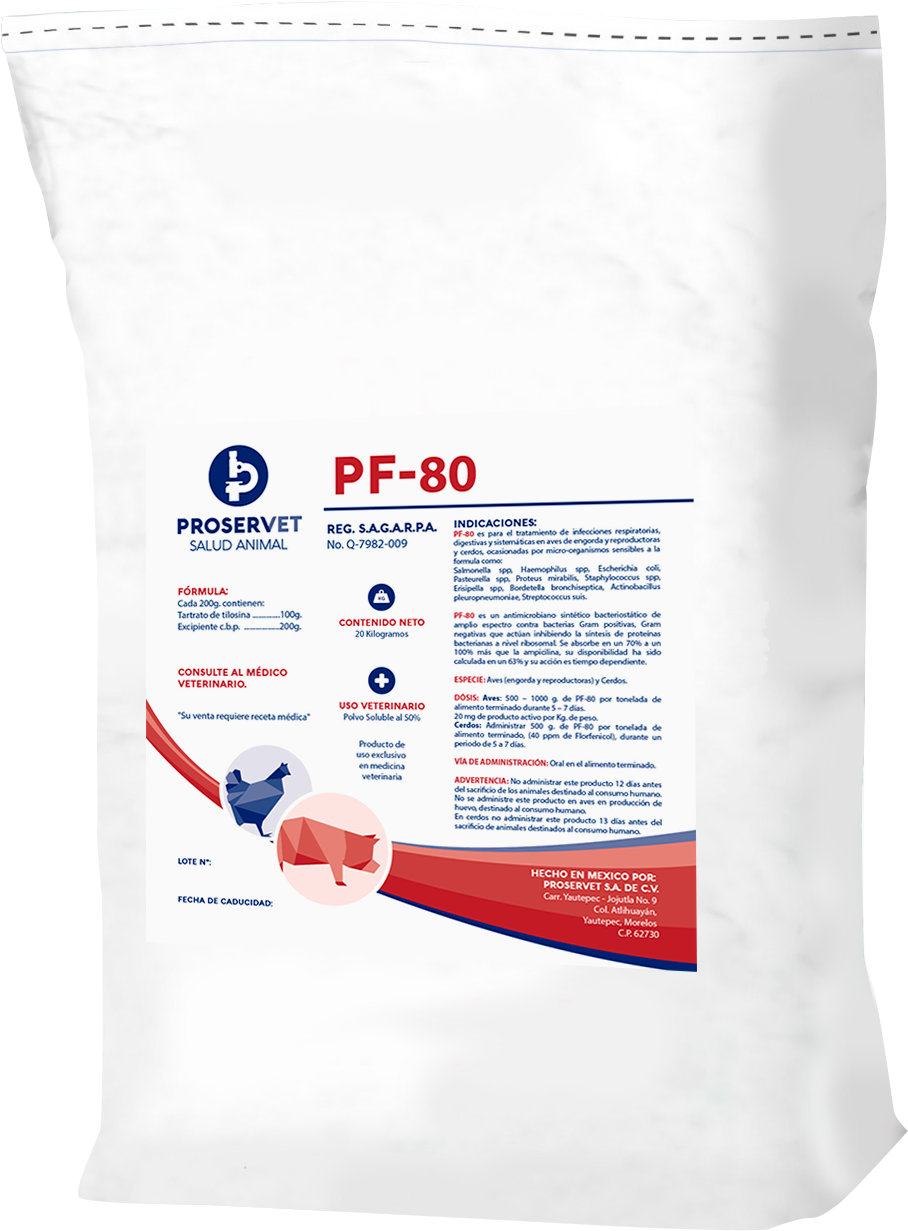 PROSERVET
SALUD ANIMAL
PF-80
REG. S.A.G.A.R.P.A.
No. Q-7982-009
FÓRMULA:
Cada 200g. contienen:
Tartrato de tilosina ...............100g.
Excipiente c.b.p. ...................200g.
CONSULTE AL MÉDICO
VETERINARIO.
"Su venta requiere receta médica"
KG
CONTENIDO NETO
20 Kilogramos
USO VETERINARIO
Polvo Soluble al 50%
Producto de
uso exclusivo
en medicina
veterinaria
INDICACIONES:
PF-80 es para el tratamiento de infecciones respiratorias,
digestivas y sistemáticas en aves de engorda y reproductoras
y cerdos, ocasionadas por micro-organismos sensibles a la
formula como:
Salmonella spp, Haemophilus spp, Escherichia coli,
Pasteurella spp, Proteus mirabilis, Staphylococcus spp,
Erisipella spp, Bordetella bronchiseptica, Actinobacillus
pleuropneumoniae, Streptococcus suis.
PF-80 es un antimicrobiano sintético bacteriostático de
amplio espectro contra bacterias Gram positivas, Gram
negativas que actúan inhibiendo la síntesis de proteínas
bacterianas a nivel ribosomal. Se absorbe en un 70% a un
100% más que la ampicilina, su disponibilidad ha sido
calculada en un 63% y su acción es tiempo dependiente.
ESPECIE: Aves (engorda y reproductoras) y Cerdos.
DÓSIS: Aves: 500 – 1000 g. de PF-80 por tonelada de
alimento terminado durante 5 – 7 días.
20 mg de producto activo por Kg. de peso.
Cerdos: Administrar 500 g. de PF-80 por tonelada de
alimento terminado, (40 ppm de Florfenicol), durante un
periodo de 5 a 7 días.
VÍA DE ADMINISTRACIÓN: Oral en el alimento terminado.
ADVERTENCIA: No administrar este producto 12 días antes
del sacrificio de los animales destinado al consumo humano.
No se administre este producto en aves en producción de
huevo, destinado al consumo humano.
En cerdos no administrar este producto 13 días antes del
sacrificio de animales destinados al consumo humano.
LOTE N°:
FECHA DE CADUCIDAD:
HECHO EN MEXICO POR:
PROSERVET S.A. DE C.V.
Carr. Yautepec - Jojutla No. 9
Col. Atlihuayán,
Yautepec, Morelos
C.P. 62730